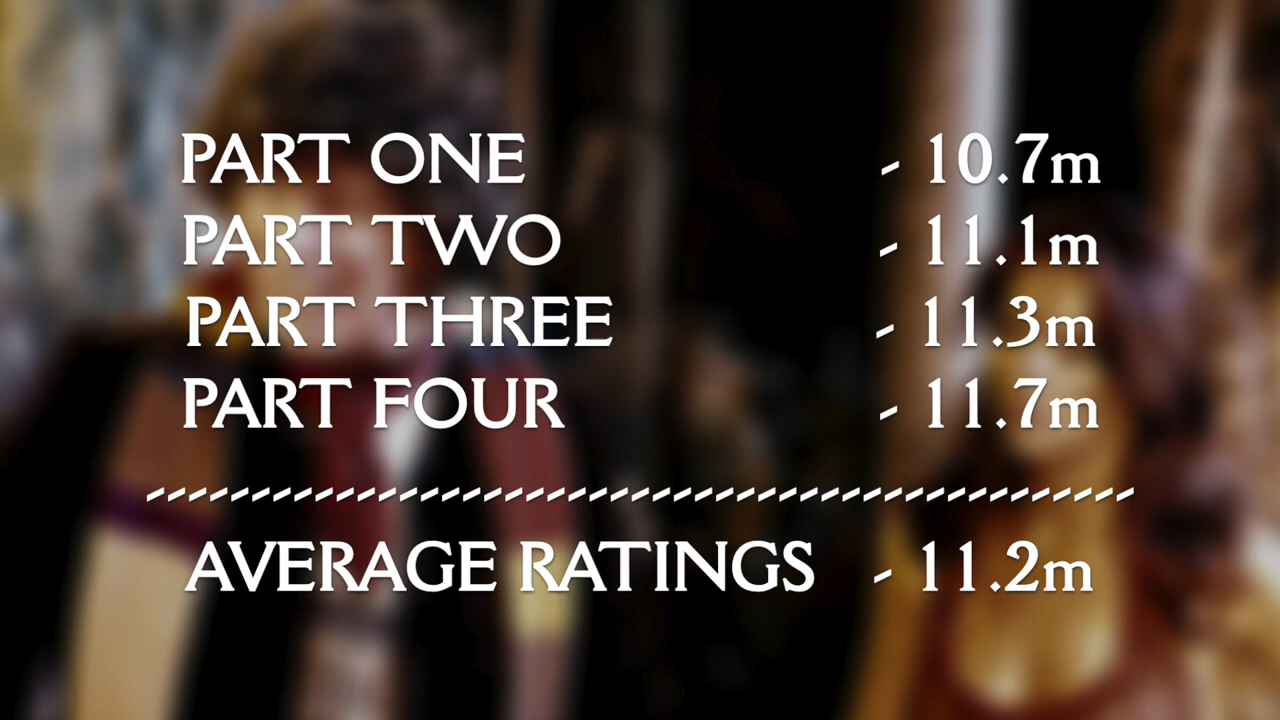 PART ONE - 10.7m
PART TWO - 11.1m
PART THREE - 11.3m
PART FOUR - 11.7m
-----------------------------------------------
AVERAGE RATINGS - 11.2m